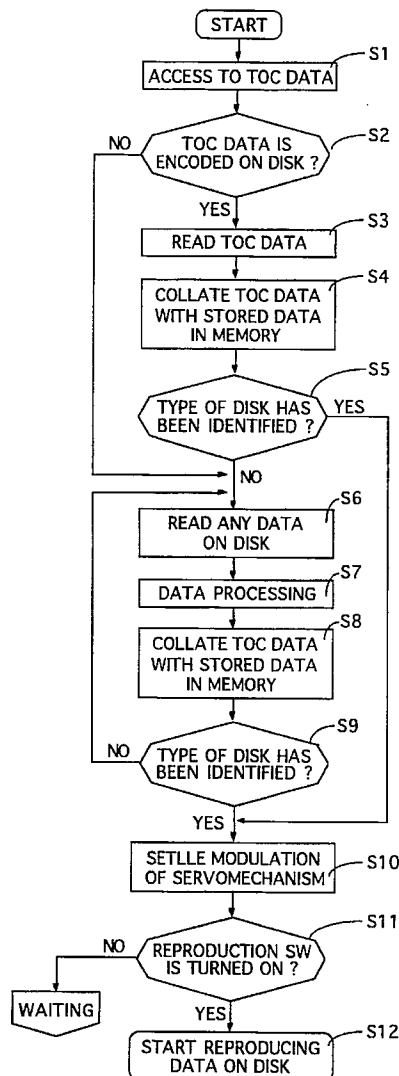 START
S1
ACCESS TO TOC DATA
S2
NO
TOC DATA IS
ENCODED ON DISK ?
YES
S3
READ TOC DATA
S4
COLLATE TOC DATA
WITH STORED DATA
IN MEMORY
S5
TYPE OF DISK HAS
BEEN IDENTIFIED ?
YES
NO
S6
READ ANY DATA
ON DISK
S7
DATA PROCESSING
S8
COLLATE TOC DATA
WITH STORED DATA
IN MEMORY
S9
NO
TYPE OF DISK HAS
BEEN IDENTIFIED ?
YES
S10
SETLLE MODULATION
OF SERVOMECHANISM
S11
NO
REPRODUCTION SW
IS TURNED ON ?
WAITING
YES
S12
START REPRODUCING
DATA ON DISK